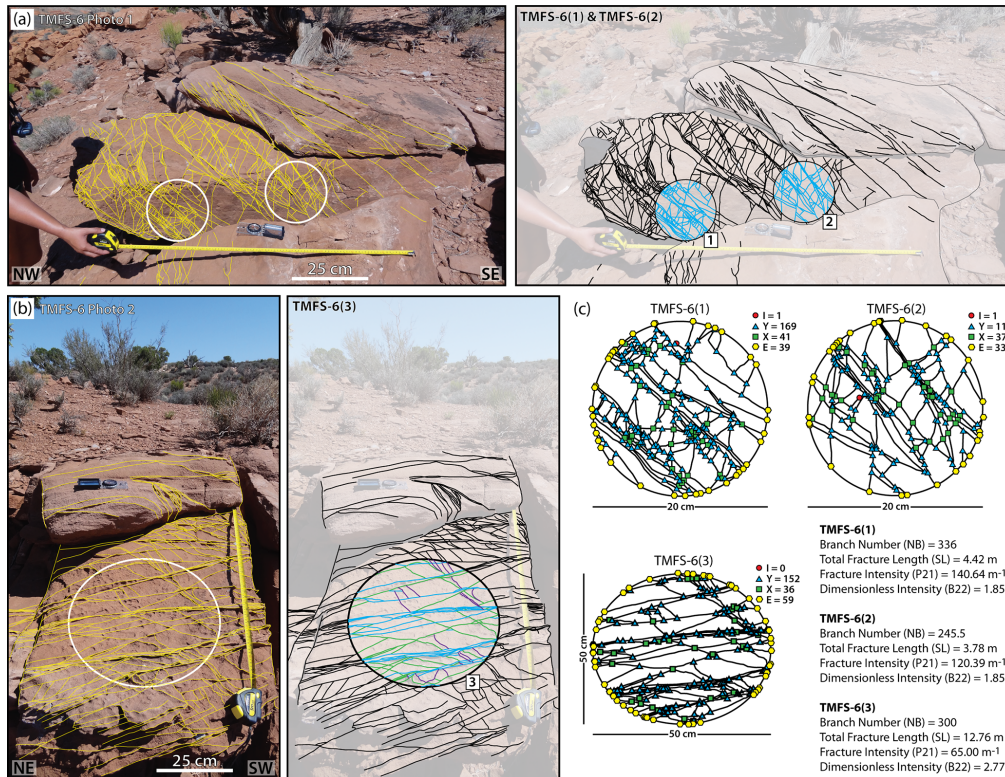 (a) TMFS-6 Photo 1
NW
25 cm
SE
TMFS-6(1) & TMFS-6(2)
1
2
(b) TMFS-6 Photo 2
NE
25 cm
SW
TMFS-6(3)
3
(c)
TMFS-6(1)
I = 1
Y = 169
X = 41
E = 39
20 cm
TMFS-6(2)
I = 1
Y = 11
X = 37
E = 33
20 cm
TMFS-6(3)
I = 0
Y = 152
X = 36
E = 59
50 cm
50 cm
TMFS-6(1)
Branch Number (NB) = 336
Total Fracture Length (SL) = 4.42 m
Fracture Intensity (P21) = 140.64 m⁻¹
Dimensionless Intensity (B22) = 1.85
TMFS-6(2)
Branch Number (NB) = 245.5
Total Fracture Length (SL) = 3.78 m
Fracture Intensity (P21) = 120.39 m⁻¹
Dimensionless Intensity (B22) = 1.85
TMFS-6(3)
Branch Number (NB) = 300
Total Fracture Length (SL) = 12.76 m
Fracture Intensity (P21) = 65.00 m⁻¹
Dimensionless Intensity (B22) = 2.77